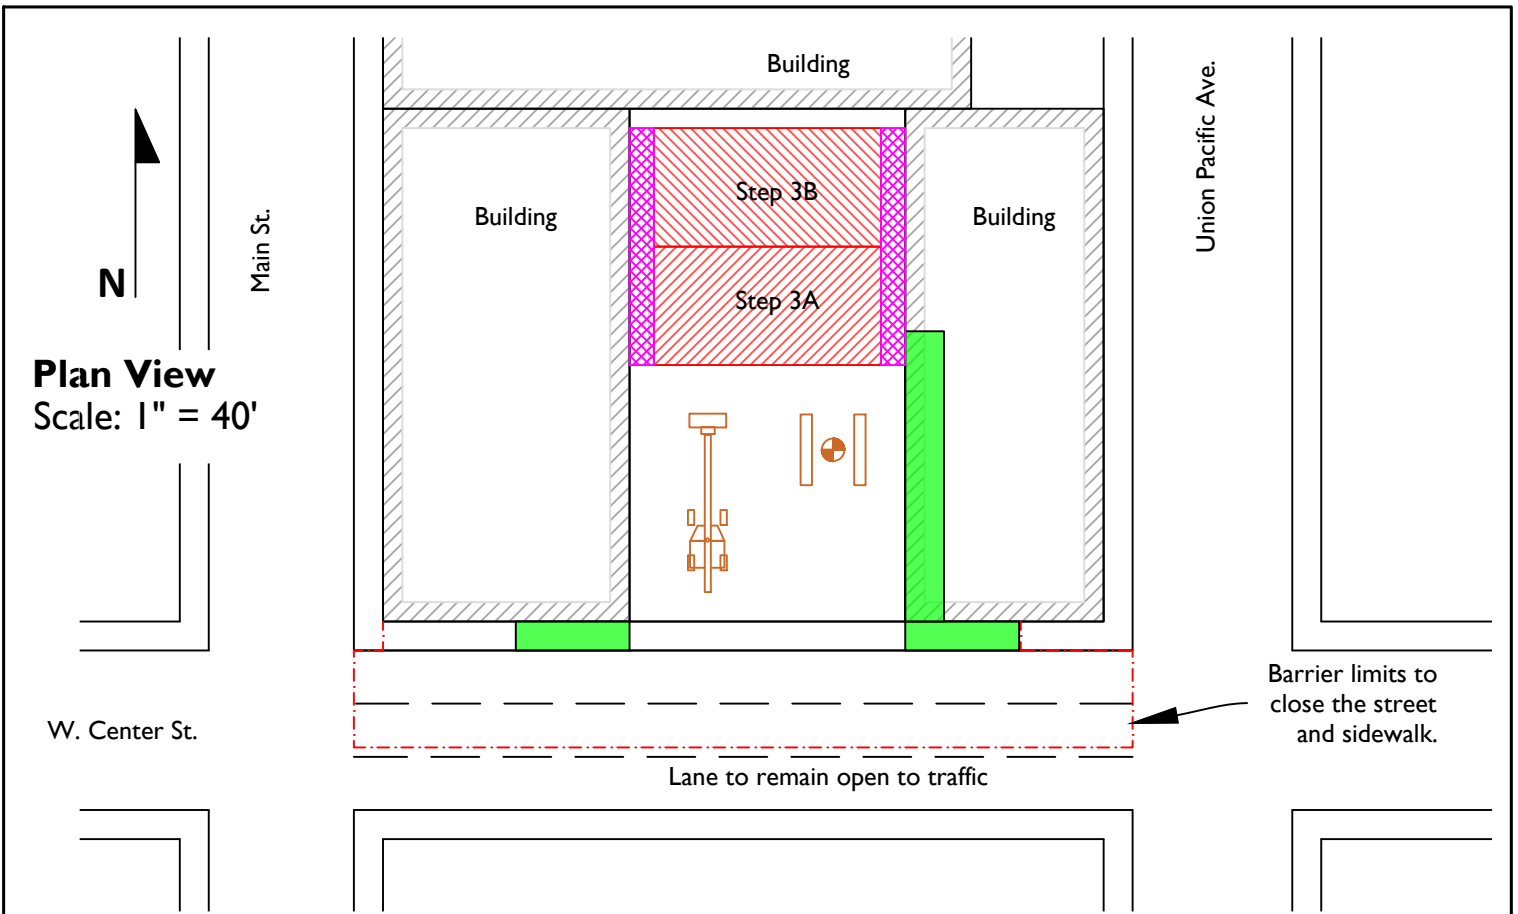 Building
Union Pacific Ave.
Step 3B
Building
Building
Main St.
N
Step 3A
Plan View
Scale: 1" = 40'
Barrier limits to
close the street
and sidewalk.
W. Center St.
Lane to remain open to traffic